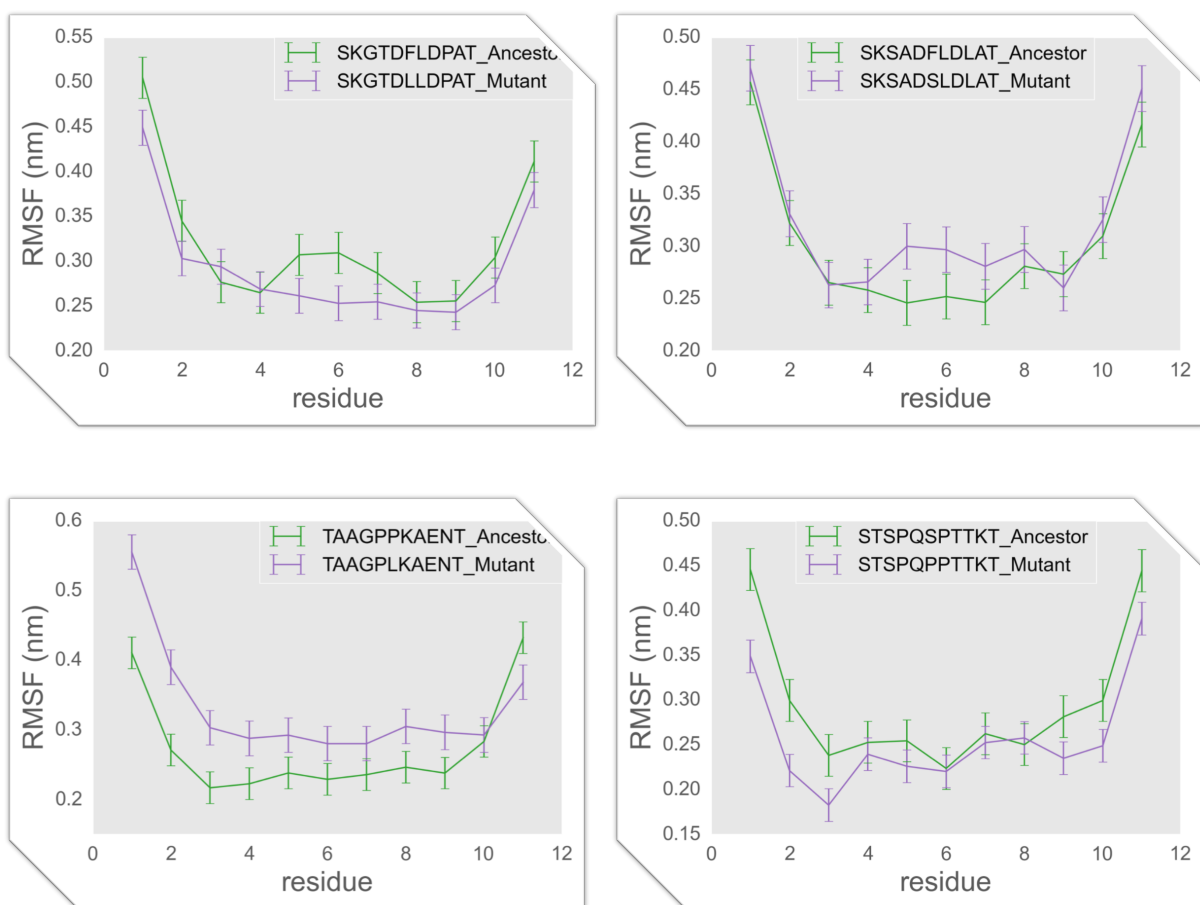 0.55
0.50
0.45
0.40
0.35
0.30
0.25
0.20
RMSF (nm)
SKGTDFLDPAT_Ancestor
SKGTDLLDPAT_Mutant
0 2 4 6 8 10 12
residue
0.50
0.45
0.40
0.35
0.30
0.25
0.20
RMSF (nm)
SKSADFLDLAT_Ancestor
SKSADSLDLAT_Mutant
0 2 4 6 8 10 12
residue
0.6
0.5
0.4
0.3
0.2
RMSF (nm)
TAAGPPKAENT_Ancestor
TAAGPLKAENT_Mutant
0 2 4 6 8 10 12
residue
0.50
0.45
0.40
0.35
0.30
0.25
0.20
0.15
RMSF (nm)
STSPQSPTTKT_Ancestor
STSPQPPTTKT_Mutant
0 2 4 6 8 10 12
residue